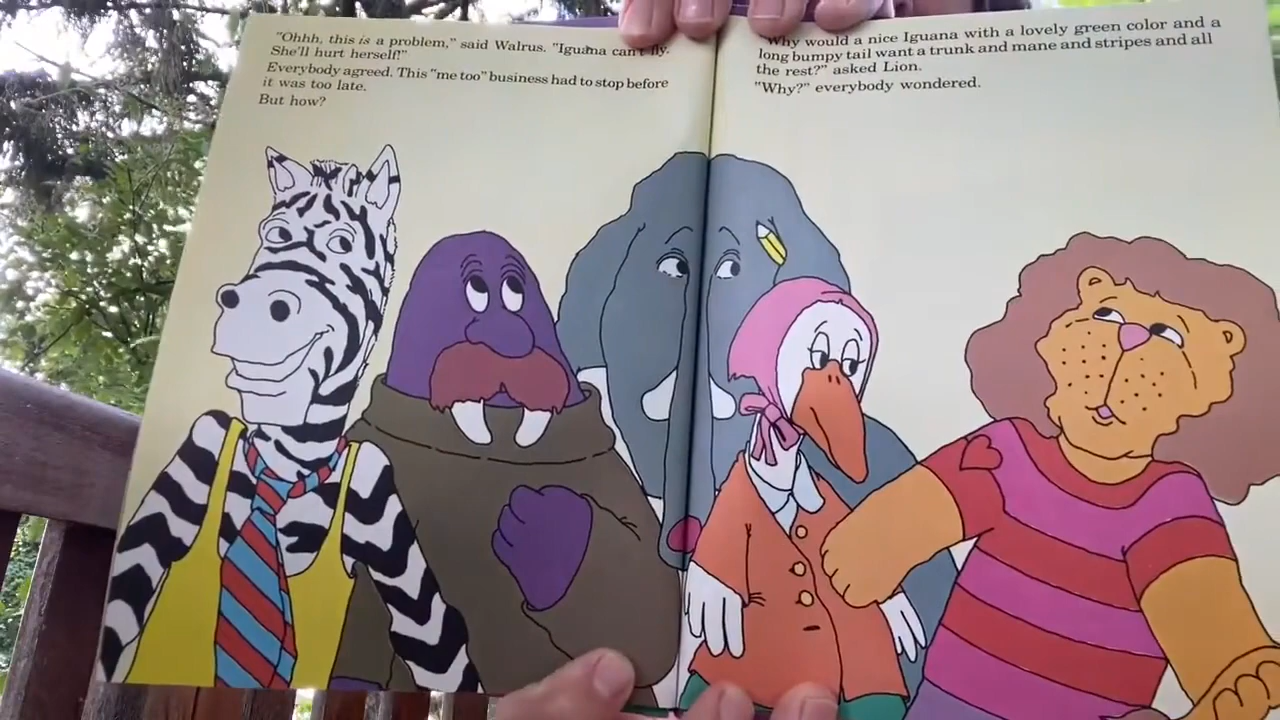 "Ohhh, this is a problem," said Walrus. "Iguana can't fly.
She'll hurt herself!"
Everybody agreed. This "me too" business had to stop before
it was too late.
But how?
"Why would a nice Iguana with a lovely green color and a
long bumpy tail want a trunk and mane and stripes and all
the rest?" asked Lion.
"Why?" everybody wondered.